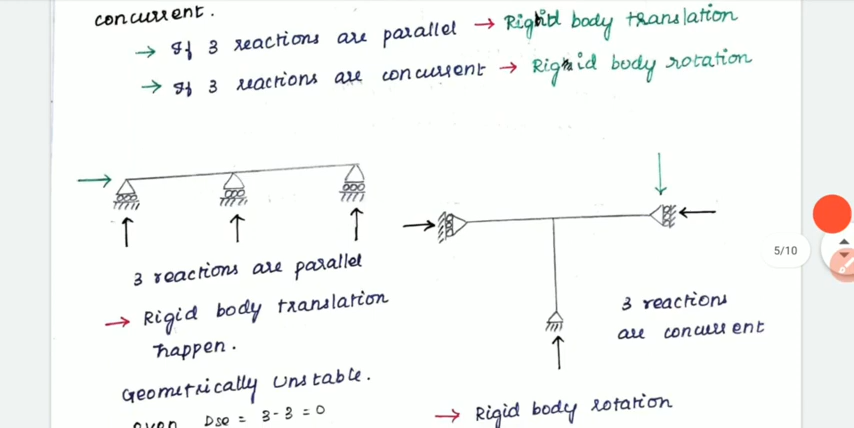 concurrent.
→ If 3 reactions are parallel → Rigid body translation
→ If 3 reactions are concurrent → Rigid body rotation
3 reactions are parallel
→ Rigid body translation
happen.
Geometrically Unstable.
even Dse = 3-3=0
3 reactions
are concurrent
→ Rigid body rotation
5/10